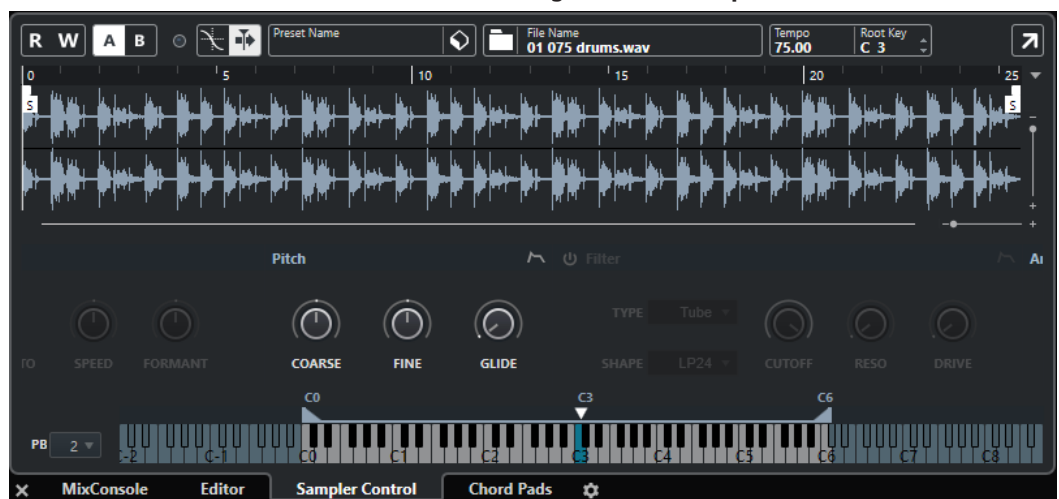 R W A B Preset Name File Name Tempo Root Key
01 075 drums.wav 75.00 C 3
0 5 10 15 20 25
S S
Pitch Filter
TYPE Tube
SPEED FORMANT COARSE FINE GLIDE SHAPE LP24 CUTOFF RESO DRIVE
C0 C3 C6
PB 2
C-1 C0 C1 C2 C3 C4 C5 C6 C7 C8
MixConsole Editor Sampler Control Chord Pads